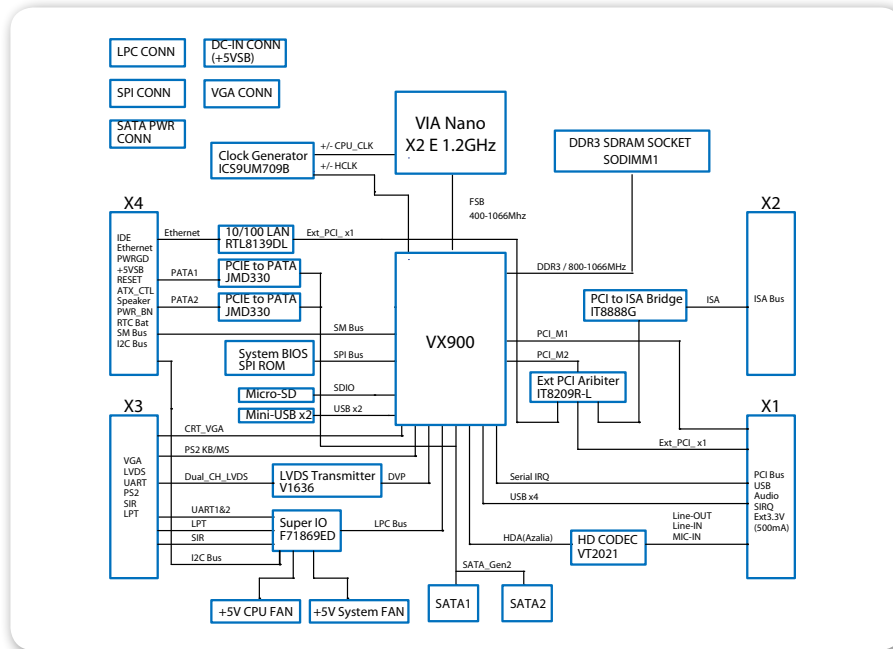 LPC CONN
DC-IN CONN
(+5VSB)
SPI CONN
VGA CONN
SATA PWR
CONN
Clock Generator
ICS9UM709B
+/- CPU_CLK
+/- HCLK
VIA Nano
X2 E 1.2GHz
DDR3 SDRAM SOCKET
SODIMM1
FSB
400-1066Mhz
X4
IDE
Ethernet
PWRGD
+5VSB
RESET
ATX_CTL
Speaker
PWR_BN
RTC Bat
SM Bus
I2C Bus
Ethernet
10/100 LAN
RTL8139DL
Ext_PCI_ x1
PATA1
PCIE to PATA
JMD330
PATA2
PCIE to PATA
JMD330
SM Bus
System BIOS
SPI ROM
SPI Bus
Micro-SD
SDIO
Mini-USB x2
USB x2
VX900
DDR3 / 800-1066MHz
PCI_M1
PCI_M2
PCI to ISA Bridge
IT8888G
ISA
X2
ISA Bus
Ext PCI Aribiter
IT8209R-L
Ext_PCI_ x1
X3
VGA
LVDS
UART
PS2
SIR
LPT
CRT_VGA
PS2 KB/MS
Dual_CH_LVDS
LVDS Transmitter
V1636
DVP
UART1&2
LPT
SIR
I2C Bus
Super IO
F71869ED
LPC Bus
+5V CPU FAN
+5V System FAN
SATA_Gen2
SATA1
SATA2
Serial IRQ
USB x4
HDA(Azalia)
HD CODEC
VT2021
Line-OUT
Line-IN
MIC-IN
X1
PCI Bus
USB
Audio
SIRQ
Ext3.3V
(500mA)